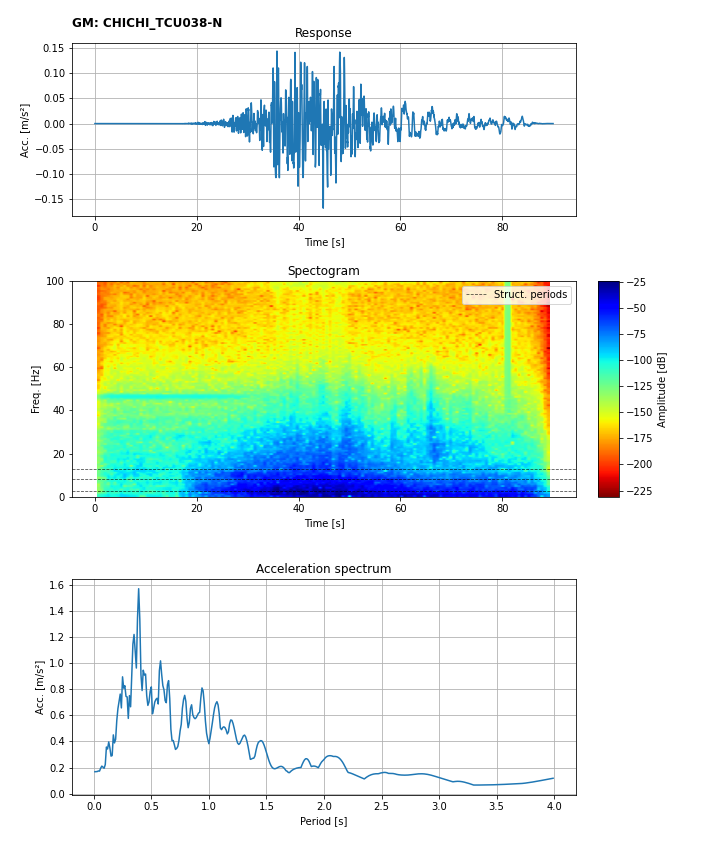 GM: CHICHI_TCU038-N
Response
0.15
0.10
0.05
0.00
−0.05
−0.10
−0.15
Acc. [m/s²]
0 20 40 60 80
Time [s]
Spectogram
100
80
60
40
20
0
Freq. [Hz]
Struct. periods
0 20 40 60 80
Time [s]
−25
−50
−75
−100
−125
−150
−175
−200
−225
Amplitude [dB]
Acceleration spectrum
1.6
1.4
1.2
1.0
0.8
0.6
0.4
0.2
0.0
Acc. [m/s²]
0.0 0.5 1.0 1.5 2.0 2.5 3.0 3.5 4.0
Period [s]